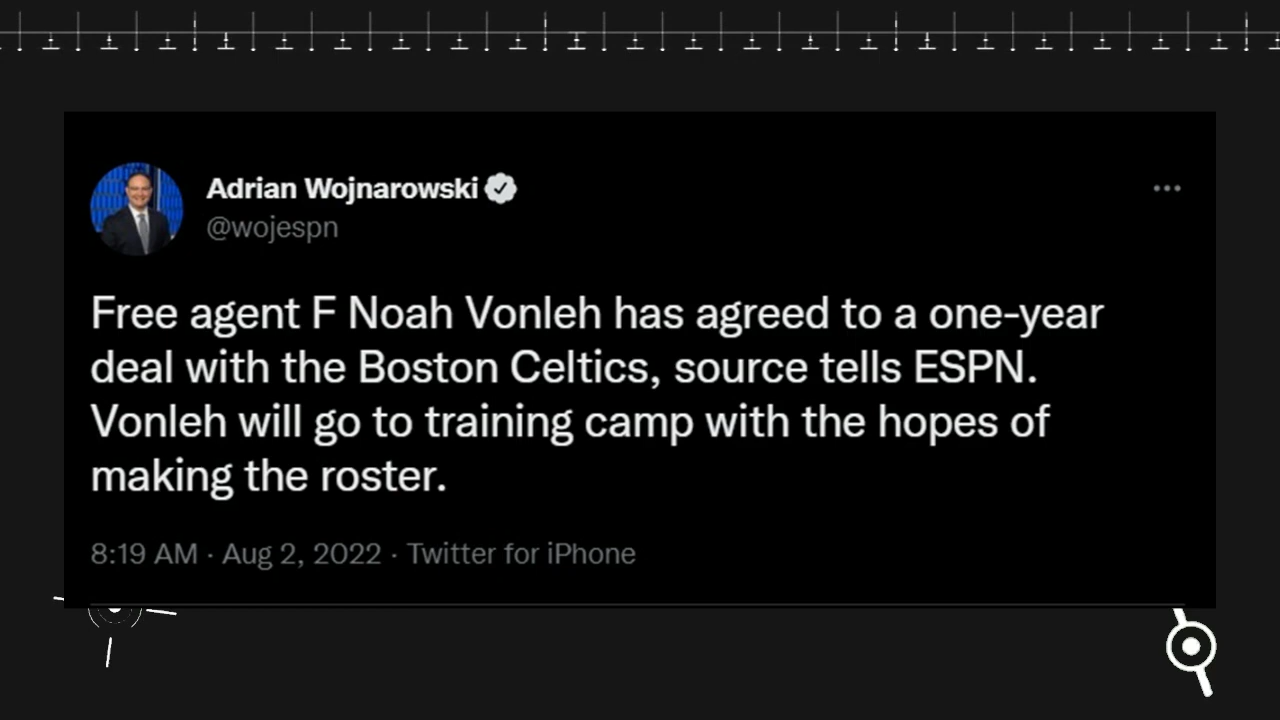 Adrian Wojnarowski
@wojespn
Free agent F Noah Vonleh has agreed to a one-year
deal with the Boston Celtics, source tells ESPN.
Vonleh will go to training camp with the hopes of
making the roster.
8:19 AM · Aug 2, 2022 · Twitter for iPhone